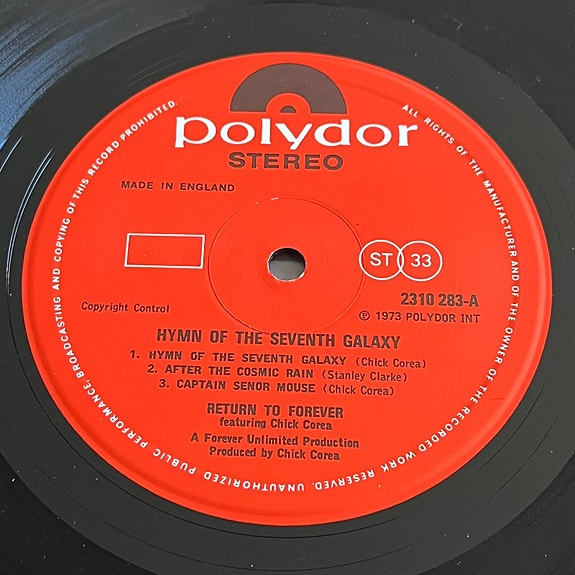 polydor
STEREO
MADE IN ENGLAND
ST 33
2310 283-A
Ⓟ 1973 POLYDOR INT
Copyright Control
HYMN OF THE SEVENTH GALAXY
1. HYMN OF THE SEVENTH GALAXY (Chick Corea)
2. AFTER THE COSMIC RAIN (Stanley Clarke)
3. CAPTAIN SENOR MOUSE (Chick Corea)
RETURN TO FOREVER
featuring Chick Corea
A Forever Unlimited Production
Produced by Chick Corea
ALL RIGHTS OF THE MANUFACTURER AND OF THE OWNER OF THE RECORDED WORK RESERVED. UNAUTHORIZED PUBLIC PERFORMANCE, BROADCASTING AND COPYING OF THIS RECORD PROHIBITED.